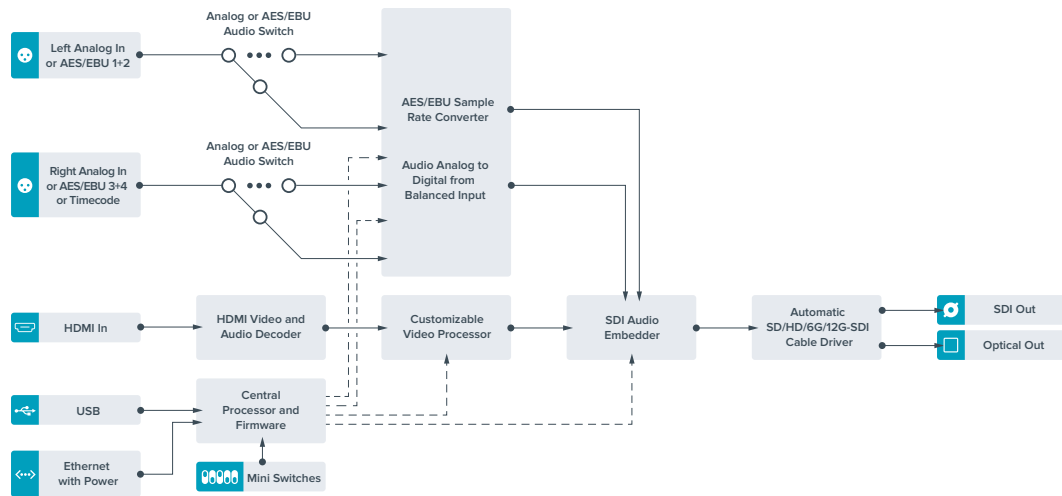 Analog or AES/EBU
Audio Switch
Left Analog In
or AES/EBU 1+2
AES/EBU Sample
Rate Converter
Analog or AES/EBU
Audio Switch
Right Analog In
or AES/EBU 3+4
or Timecode
Audio Analog to
Digital from
Balanced Input
HDMI In
HDMI Video and
Audio Decoder
Customizable
Video Processor
SDI Audio
Embedder
Automatic
SD/HD/6G/12G-SDI
Cable Driver
SDI Out
Optical Out
USB
Central
Processor and
Firmware
Ethernet
with Power
Mini Switches